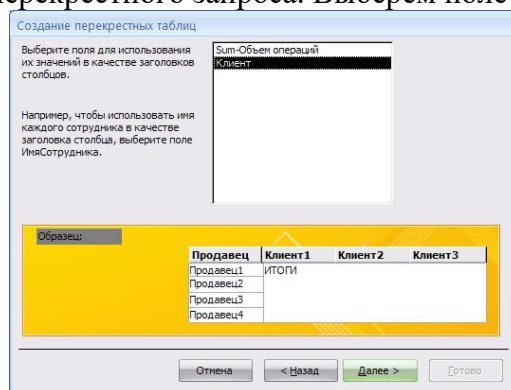 перекрестного запроса. Выберем поле
Создание перекрестных таблиц
Выберите поля для использования
их значений в качестве заголовков
столбцов.
Например, чтобы использовать имя
каждого сотрудника в качестве
заголовка столбца, выберите поле
ИмяСотрудника.
Sum-Объем операций
Клиент
Образец:
Продавец Клиент1 Клиент2 Клиент3
Продавец1 ИТОГИ
Продавец2
Продавец3
Продавец4
Отмена < Назад Далее > Готово